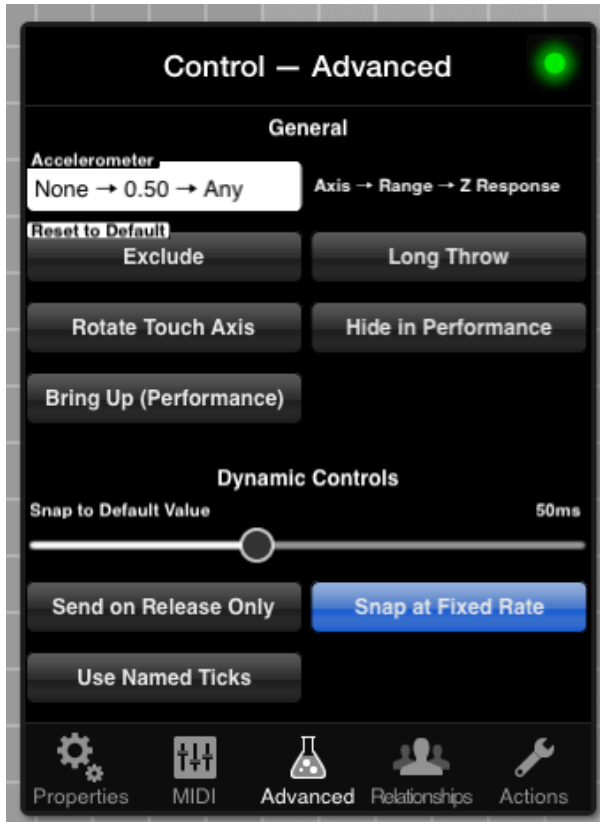 Control — Advanced
General
Accelerometer
None → 0.50 → Any
Axis → Range → Z Response
Reset to Default
Exclude
Long Throw
Rotate Touch Axis
Hide in Performance
Bring Up (Performance)
Dynamic Controls
Snap to Default Value
50ms
Send on Release Only
Snap at Fixed Rate
Use Named Ticks
Properties
MIDI
Advanced
Relationships
Actions